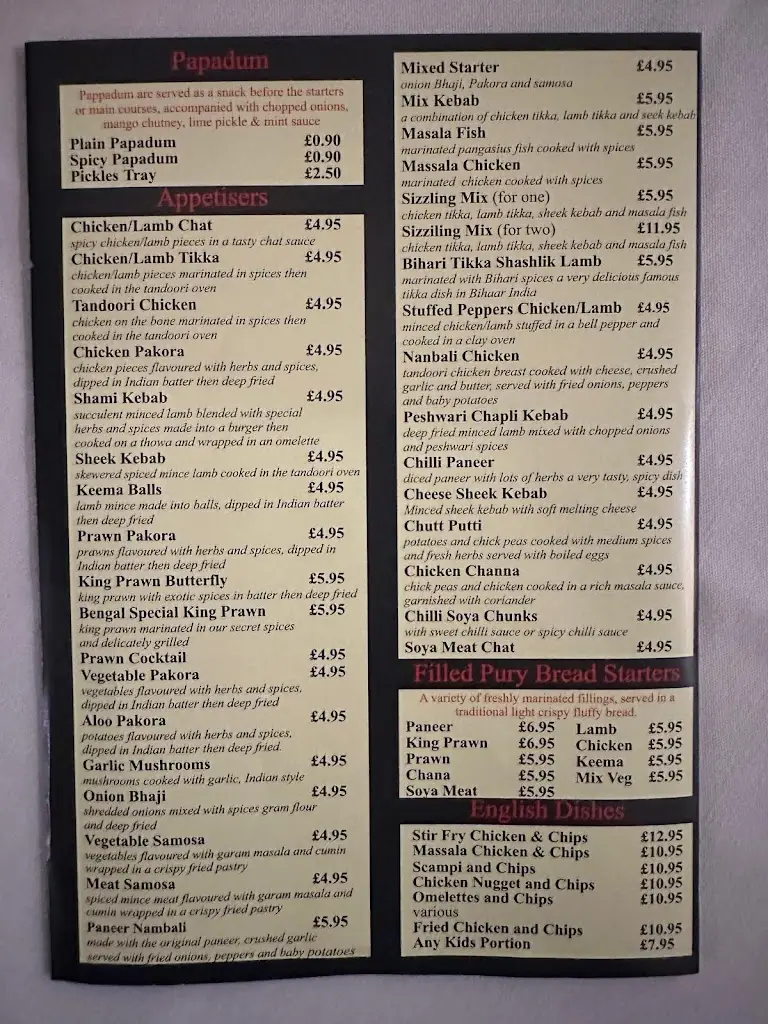 Papadum
Pappadum are served as a snack before the starters
or main courses, accompanied with chopped onions,
mango chutney, lime pickle & mint sauce
Plain Papadum £0.90
Spicy Papadum £0.90
Pickles Tray £2.50
Appetisers
Chicken/Lamb Chat £4.95
spicy chicken/lamb pieces in a tasty chat sauce
Chicken/Lamb Tikka £4.95
chicken/lamb pieces marinated in spices then
cooked in the tandoori oven
Tandoori Chicken £4.95
chicken on the bone marinated in spices then
cooked in the tandoori oven
Chicken Pakora £4.95
chicken pieces flavoured with herbs and spices,
dipped in Indian batter then deep fried
Shami Kebab £4.95
succulent minced lamb blended with special
herbs and spices made into a burger then
cooked on a thowa and wrapped in an omelette
Sheek Kebab £4.95
skewered spiced mince lamb cooked in the tandoori oven
Keema Balls £4.95
lamb mince made into balls, dipped in Indian batter
then deep fried
Prawn Pakora £4.95
prawns flavoured with herbs and spices, dipped in
Indian batter then deep fried
King Prawn Butterfly £5.95
king prawn with exotic spices in batter then deep fried
Bengal Special King Prawn £5.95
king prawn marinated in our secret spices
and delicately grilled
Prawn Cocktail £4.95
Vegetable Pakora £4.95
vegetables flavoured with herbs and spices,
dipped in Indian batter then deep fried
Aloo Pakora £4.95
potatoes flavoured with herbs and spices,
dipped in Indian batter then deep fried.
Garlic Mushrooms £4.95
mushrooms cooked with garlic, Indian style
Onion Bhaji £4.95
shredded onions mixed with spices gram flour
and deep fried
Vegetable Samosa £4.95
vegetables flavoured with garam masala and cumin
wrapped in a crispy fried pastry
Meat Samosa £4.95
spiced mince meat flavoured with garam masala and
cumin wrapped in a crispy fried pastry
Paneer Nambali £5.95
made with the original paneer, crushed garlic
served with fried onions, peppers and baby potatoes
Mixed Starter £4.95
onion Bhaji, Pakora and samosa
Mix Kebab £5.95
a combination of chicken tikka, lamb tikka and seek kebab
Masala Fish £5.95
marinated pangasius fish cooked with spices
Massala Chicken £5.95
marinated chicken cooked with spices
Sizzling Mix (for one) £5.95
chicken tikka, lamb tikka, sheek kebab and masala fish
Sizziling Mix (for two) £11.95
chicken tikka, lamb tikka, sheek kebab and masala fish
Bihari Tikka Shashlik Lamb £5.95
marinated with Bihari spices a very delicious famous
tikka dish in Bihaar India
Stuffed Peppers Chicken/Lamb £4.95
minced chicken/lamb stuffed in a bell pepper and
cooked in a clay oven
Nanbali Chicken £4.95
tandoori chicken breast cooked with cheese, crushed
garlic and butter, served with fried onions, peppers
and baby potatoes
Peshwari Chapli Kebab £4.95
deep fried minced lamb mixed with chopped onions
and peshwari spices
Chilli Paneer £4.95
diced paneer with lots of herbs a very tasty, spicy dish
Cheese Sheek Kebab £4.95
Minced sheek kebab with soft melting cheese
Chutt Putti £4.95
potatoes and chick peas cooked with medium spices
and fresh herbs served with boiled eggs
Chicken Channa £4.95
chick peas and chicken cooked in a rich masala sauce,
garnished with coriander
Chilli Soya Chunks £4.95
with sweet chilli sauce or spicy chilli sauce
Soya Meat Chat £4.95
Filled Pury Bread Starters
A variety of freshly marinated fillings, served in a
traditional light crispy fluffy bread.
Paneer £6.95 Lamb £5.95
King Prawn £6.95 Chicken £5.95
Prawn £5.95 Keema £5.95
Chana £5.95 Mix Veg £5.95
Soya Meat £5.95
English Dishes
Stir Fry Chicken & Chips £12.95
Massala Chicken & Chips £10.95
Scampi and Chips £10.95
Chicken Nugget and Chips £10.95
Omelettes and Chips £10.95
various
Fried Chicken and Chips £10.95
Any Kids Portion £7.95